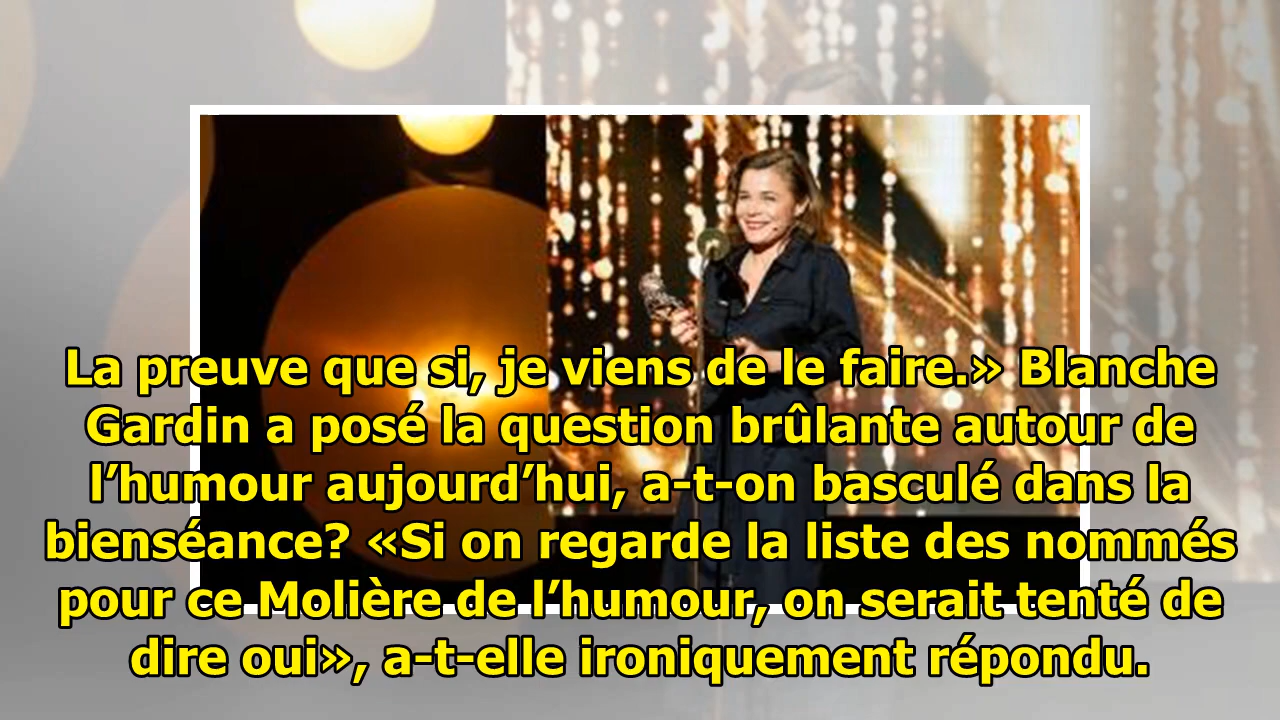 La preuve que si, je viens de le faire.» Blanche
Gardin a posé la question brûlante autour de
l’humour aujourd’hui, a-t-on basculé dans la
bienséance? «Si on regarde la liste des nommés
pour ce Molière de l’humour, on serait tenté de
dire oui», a-t-elle ironiquement répondu.